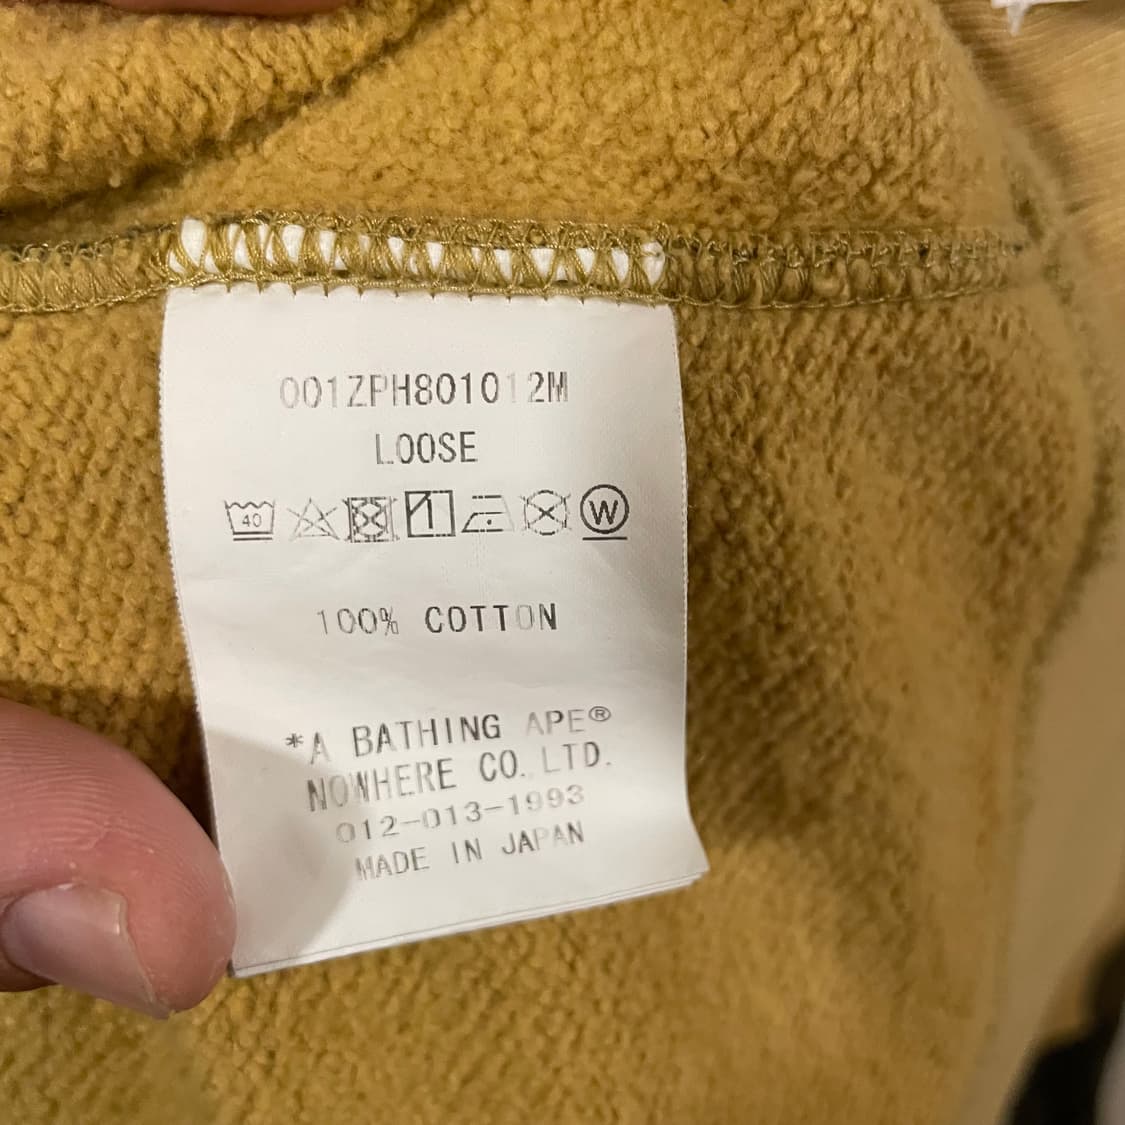 001ZPH801012M
LOOSE
40 W
100% COTTON
*A BATHING APE®
NOWHERE CO., LTD.
012-013-1993
MADE IN JAPAN